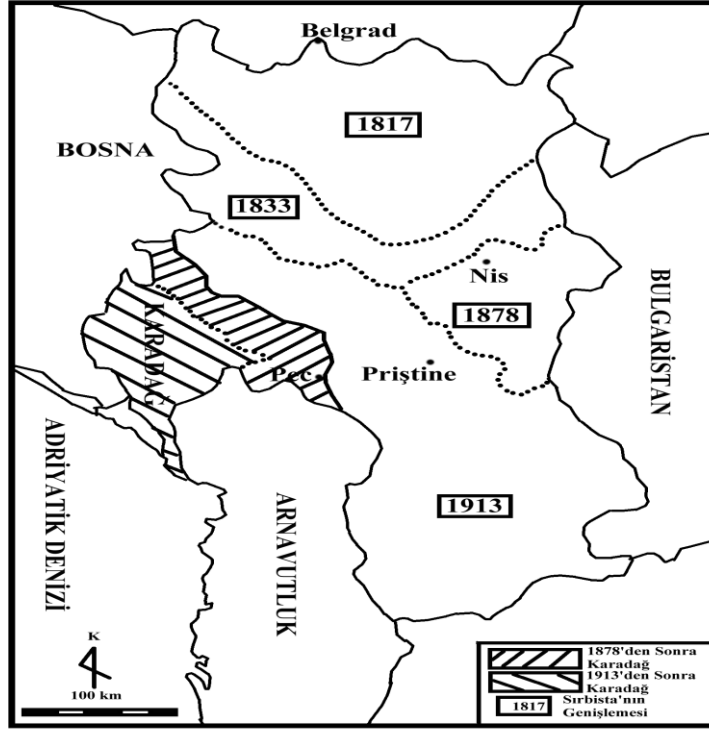 Belgrad
1817
BOSNA
1833
Nis
1878
BULGARİSTAN
KARADAĞ
Pec
Priştine
ADRİYATİK DENİZİ
ARNAVUTLUK
1913
K
100 km
1878'den Sonra
Karadağ
1913'den Sonra
Karadağ
1817
Sırbista'nın
Genişlemesi